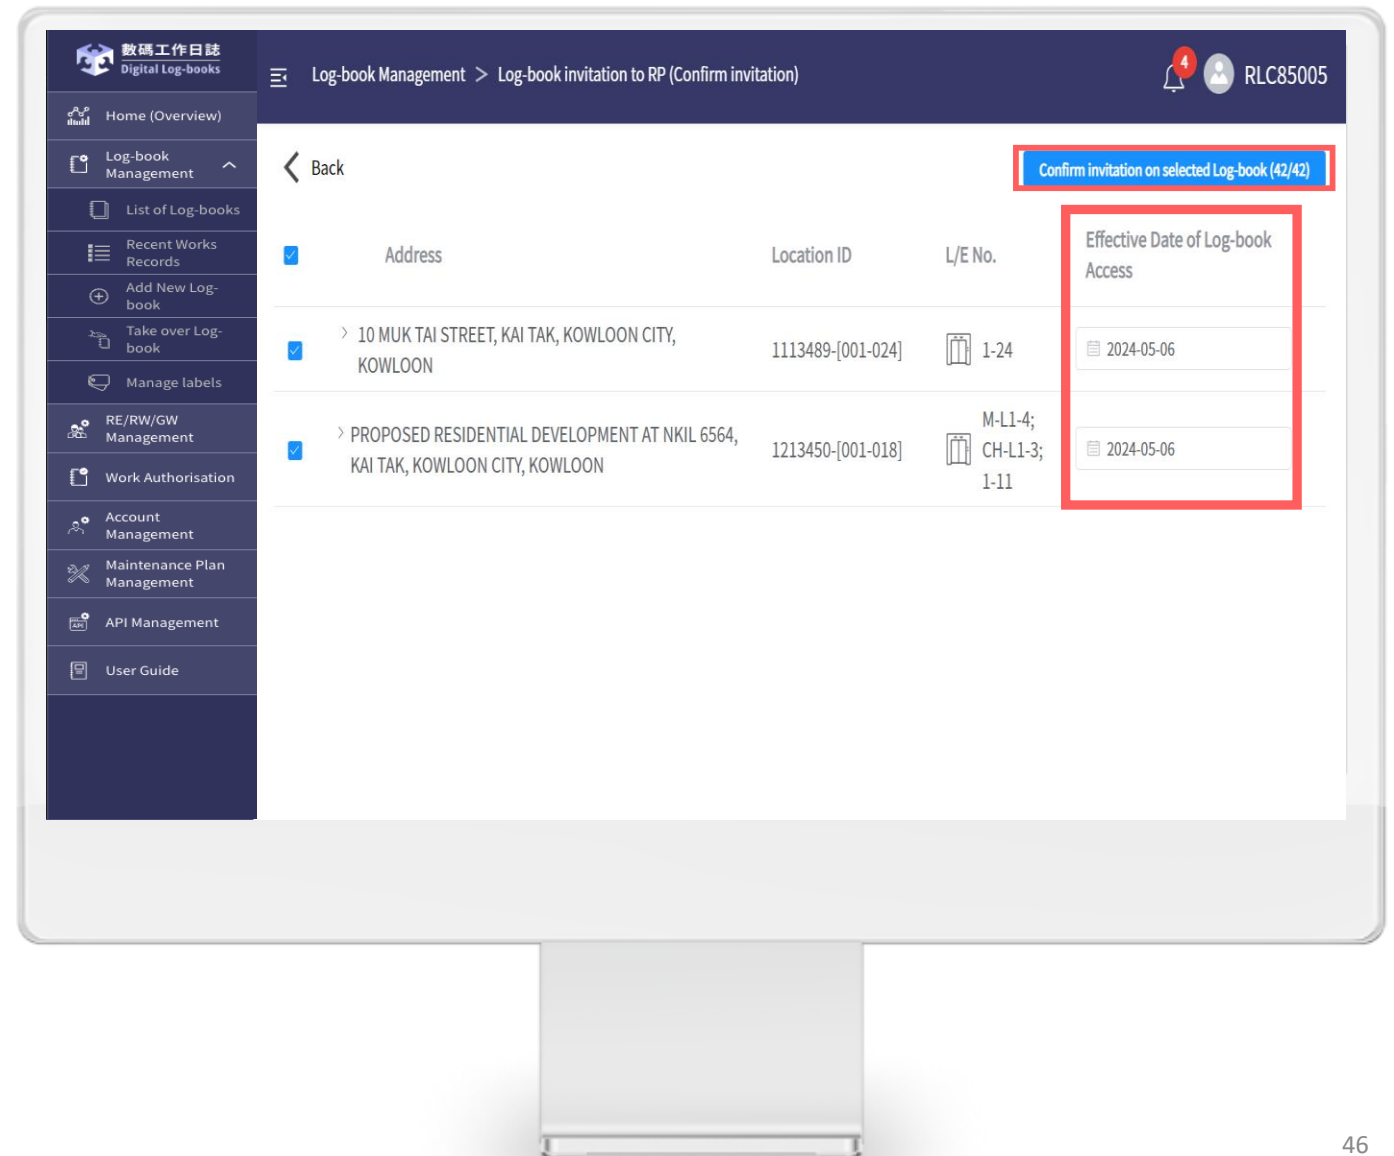 數碼工作日誌
Digital Log-books
Log-book Management > Log-book invitation to RP (Confirm invitation)
4
RLC85005
Home (Overview)
Log-book
Management
List of Log-books
Recent Works
Records
Add New Log-
book
Take over Log-
book
Manage labels
RE/RW/GW
Management
Work Authorisation
Account
Management
Maintenance Plan
Management
API
API Management
User Guide
Back
Confirm invitation on selected Log-book (42/42)
Address
Location ID
L/E No.
Effective Date of Log-book
Access
10 MUK TAI STREET, KAI TAK, KOWLOON CITY,
KOWLOON
1113489-[001-024]
1-24
2024-05-06
PROPOSED RESIDENTIAL DEVELOPMENT AT NKIL 6564,
KAI TAK, KOWLOON CITY, KOWLOON
1213450-[001-018]
M-L1-4;
CH-L1-3;
1-11
2024-05-06
46